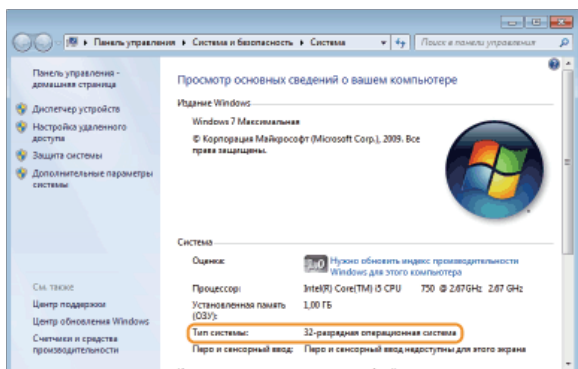 Панель управления ▸ Система и безопасность ▸ Система
Поиск в панели управления
Панель управления -
домашняя страница
Диспетчер устройств
Настройка удаленного
доступа
Защита системы
Дополнительные параметры
системы
См. также
Центр поддержки
Центр обновления Windows
Счетчики и средства
производительности
Просмотр основных сведений о вашем компьютере
Издание Windows
Windows 7 Максимальная
© Корпорация Майкрософт (Microsoft Corp.), 2009. Все
права защищены.
Система
Оценка:
Нужно обновить индекс производительности
Windows для этого компьютера
Процессор: Intel(R) Core(TM) i5 CPU 750 @ 2.67GHz 2.67 GHz
Установленная память
(ОЗУ): 1,00 ГБ
Тип системы: 32-разрядная операционная система
Перо и сенсорный ввод: Перо и сенсорный ввод недоступны для этого экрана